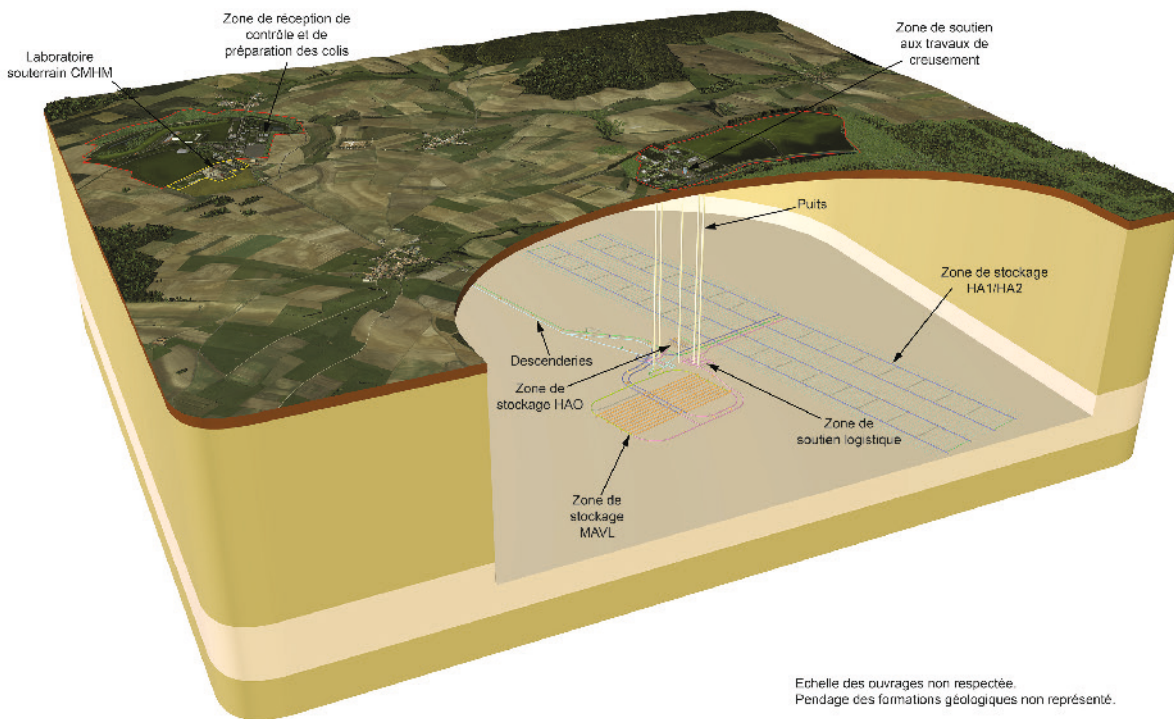 Zone de réception de
contrôle et de
préparation des colis
Laboratoire
souterrain CMHM
Zone de soutien
aux travaux de
creusement
Puits
Zone de stockage
HA1/HA2
Descenderies
Zone de
stockage HAO
Zone de
soutien logistique
Zone de
stockage
MAVL
Echelle des ouvrages non respectée.
Pendage des formations géologiques non représenté.